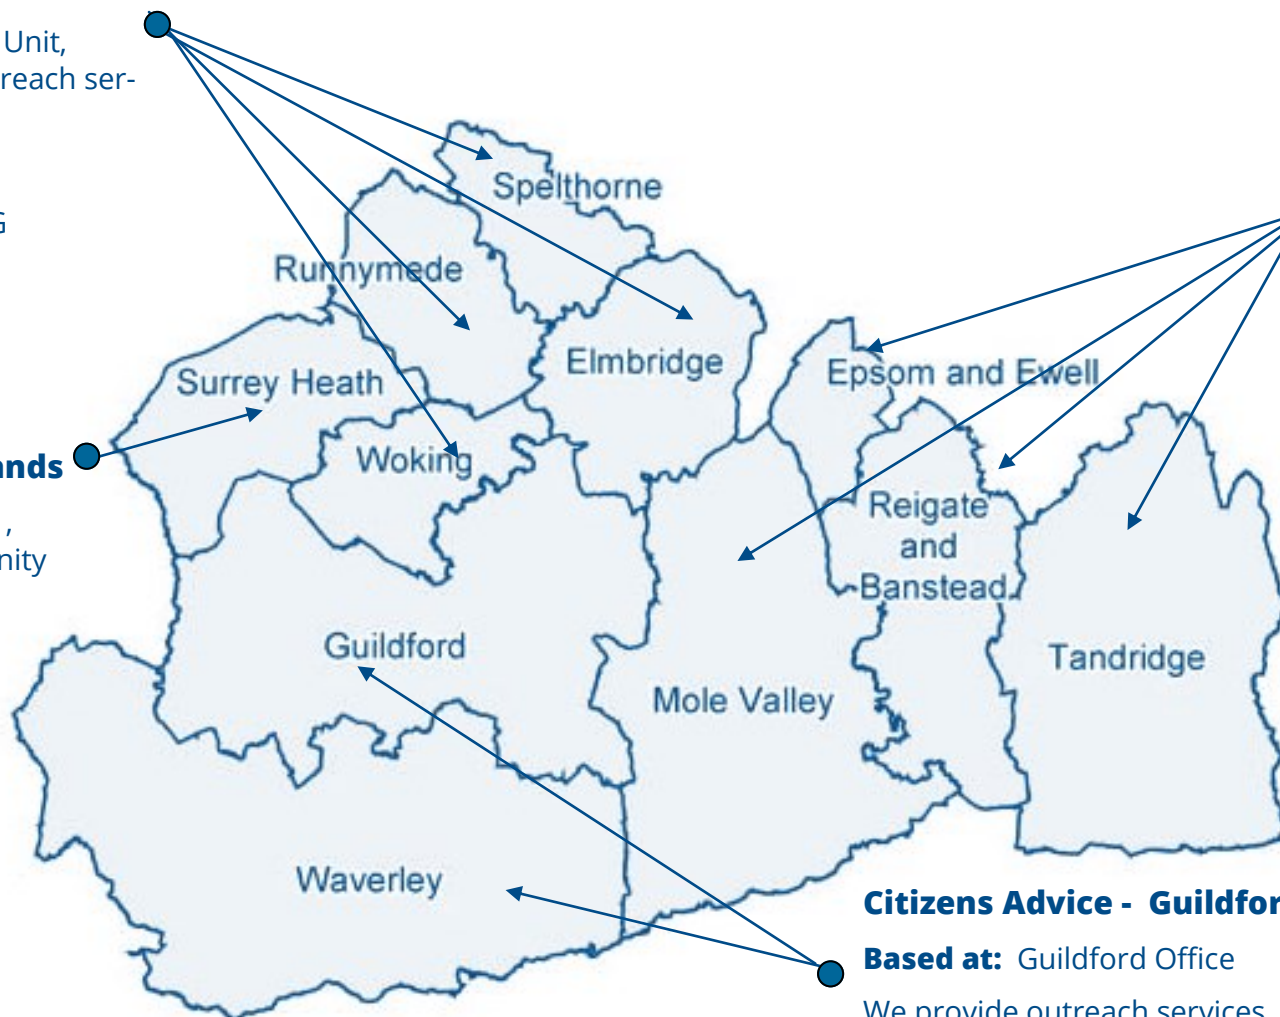 Unit,
reach ser-
G
Spelthorne
Runnymede
Elmbridge
Epsom and Ewell
Surrey Heath
Woking
ands
,
nity
Reigate
and
Banstead
Guildford
Tandridge
Mole Valley
Waverley
Citizens Advice - Guildfor
Based at: Guildford Office
We provide outreach services